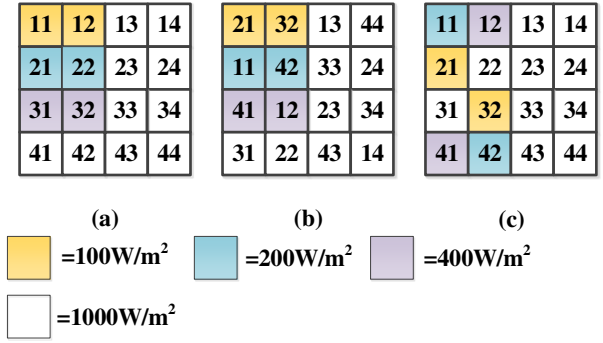 11 12 13 14 21 32 13 44 11 12 13 14
21 22 23 24 11 42 33 24 21 22 23 24
31 32 33 34 41 12 23 34 31 32 33 34
41 42 43 44 31 22 43 14 41 42 43 44
(a) (b) (c)
=100W/m² =200W/m² =400W/m²
=1000W/m²